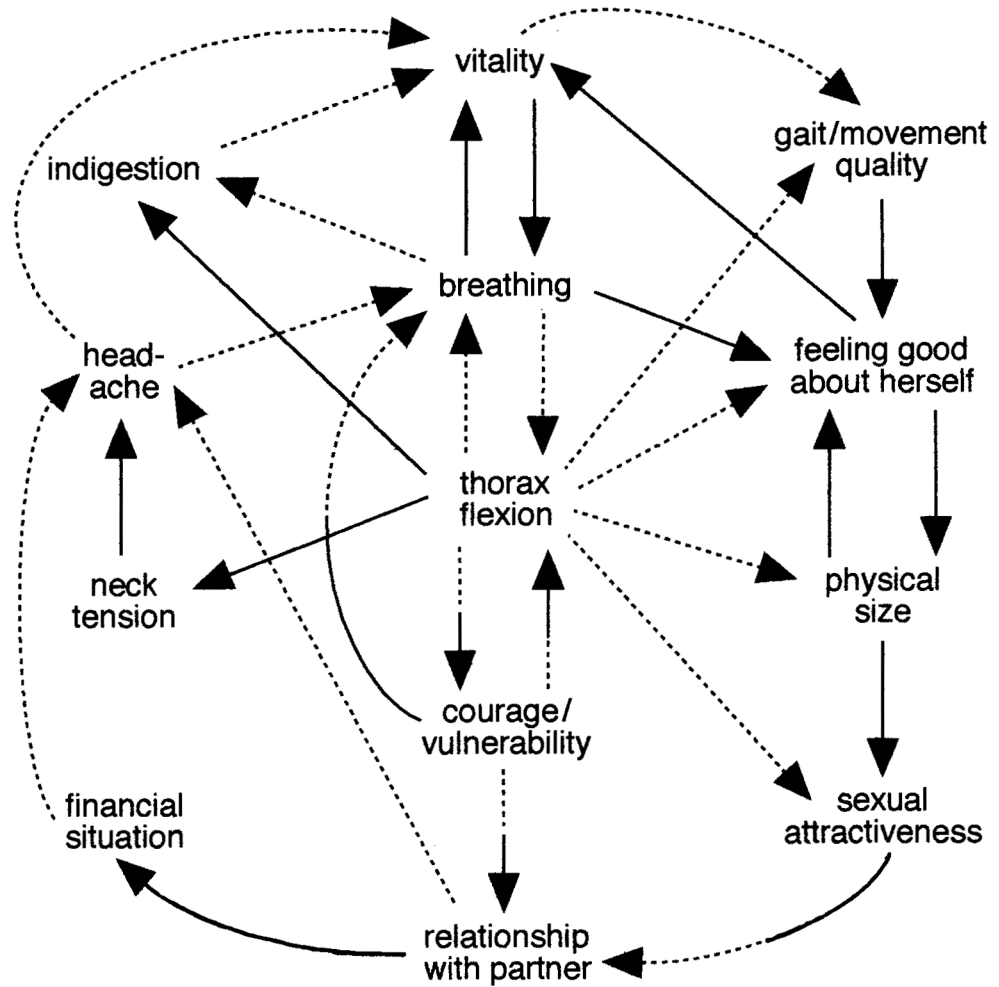 vitality
gait/movement
quality
indigestion
breathing
head-
ache
feeling good
about herself
thorax
flexion
neck
tension
physical
size
courage/
vulnerability
financial
situation
sexual
attractiveness
relationship
with partner